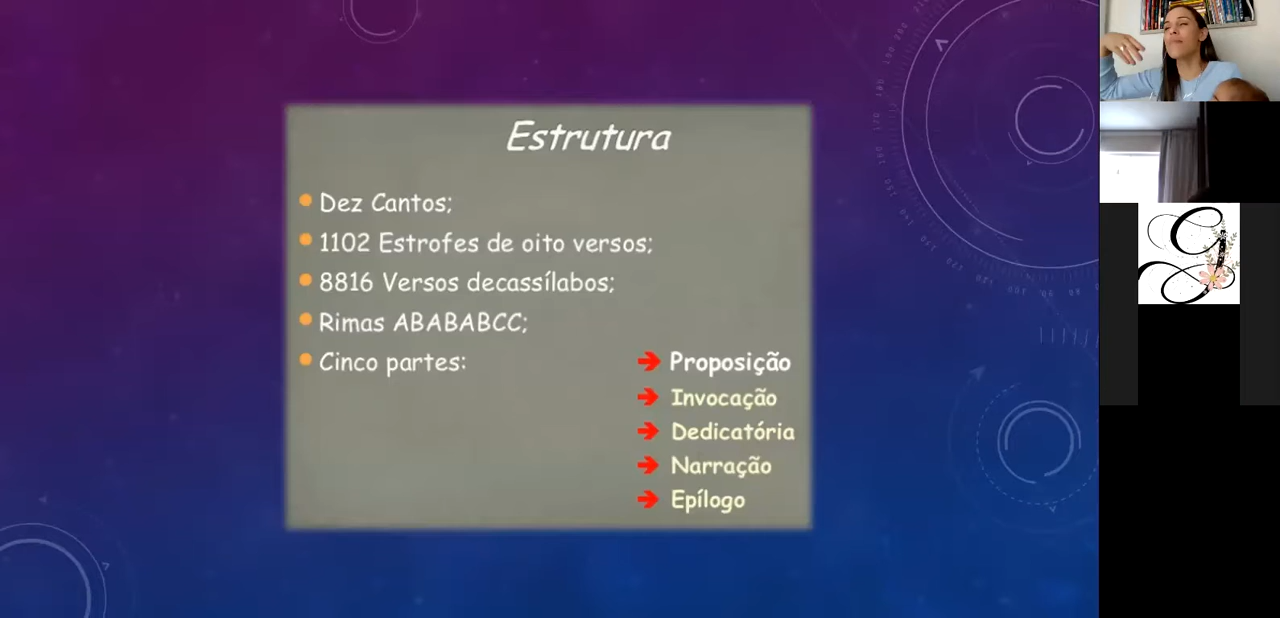 Estrutura
Dez Cantos;
1102 Estrofes de oito versos;
8816 Versos decassílabos;
Rimas ABABABCC;
Cinco partes:
Proposição
Invocação
Dedicatória
Narração
Epílogo